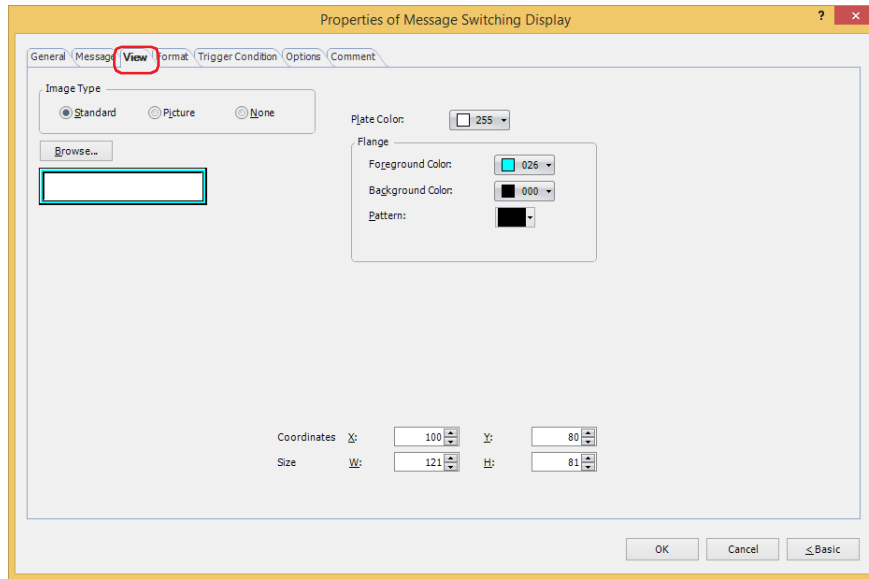 Properties of Message Switching Display ? ×
General Message View Format Trigger Condition Options Comment
Image Type
Standard Picture None
Plate Color: 255
Browse...
Flange
Foreground Color: 026
Background Color: 000
Pattern:
Coordinates X: 100 Y: 80
Size W: 121 H: 81
OK Cancel < Basic